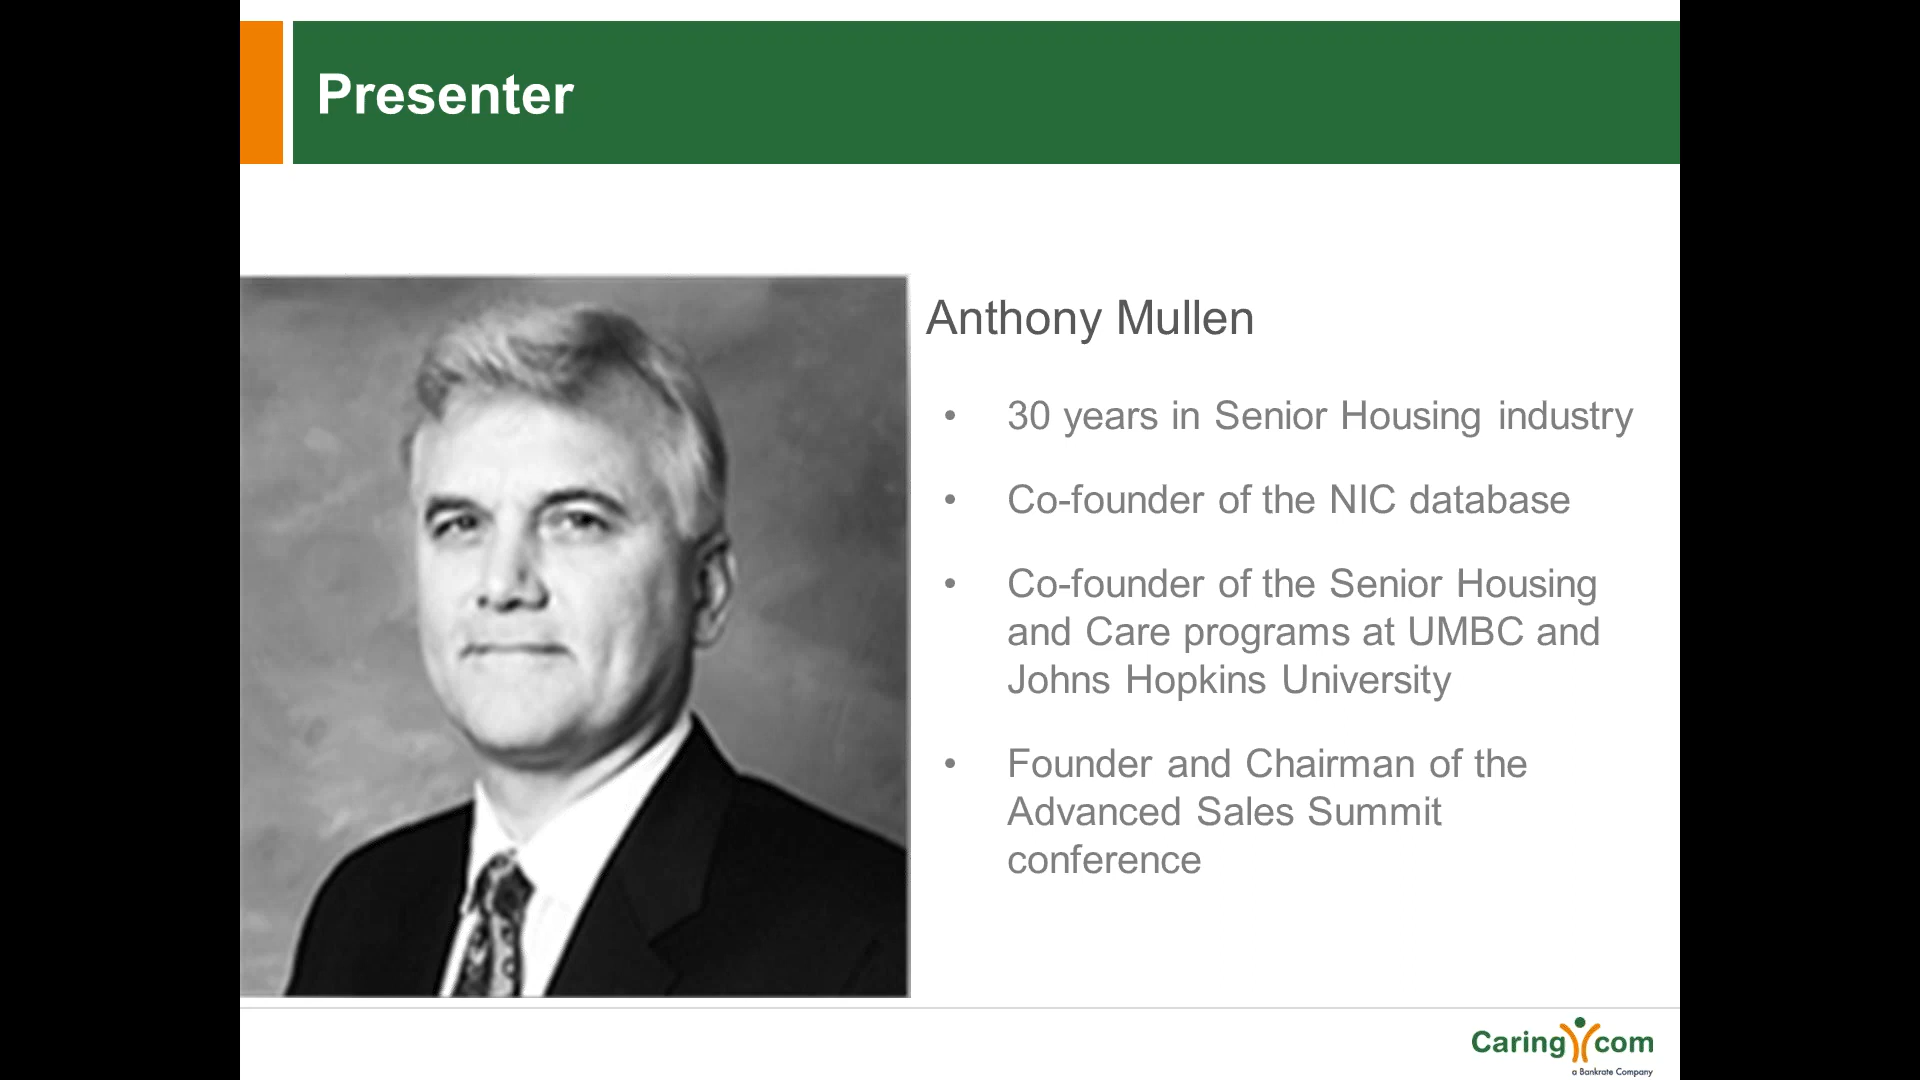 Presenter
Anthony Mullen
• 30 years in Senior Housing industry
• Co-founder of the NIC database
• Co-founder of the Senior Housing
and Care programs at UMBC and
Johns Hopkins University
• Founder and Chairman of the
Advanced Sales Summit
conference
Caring com
a Bankrate Company